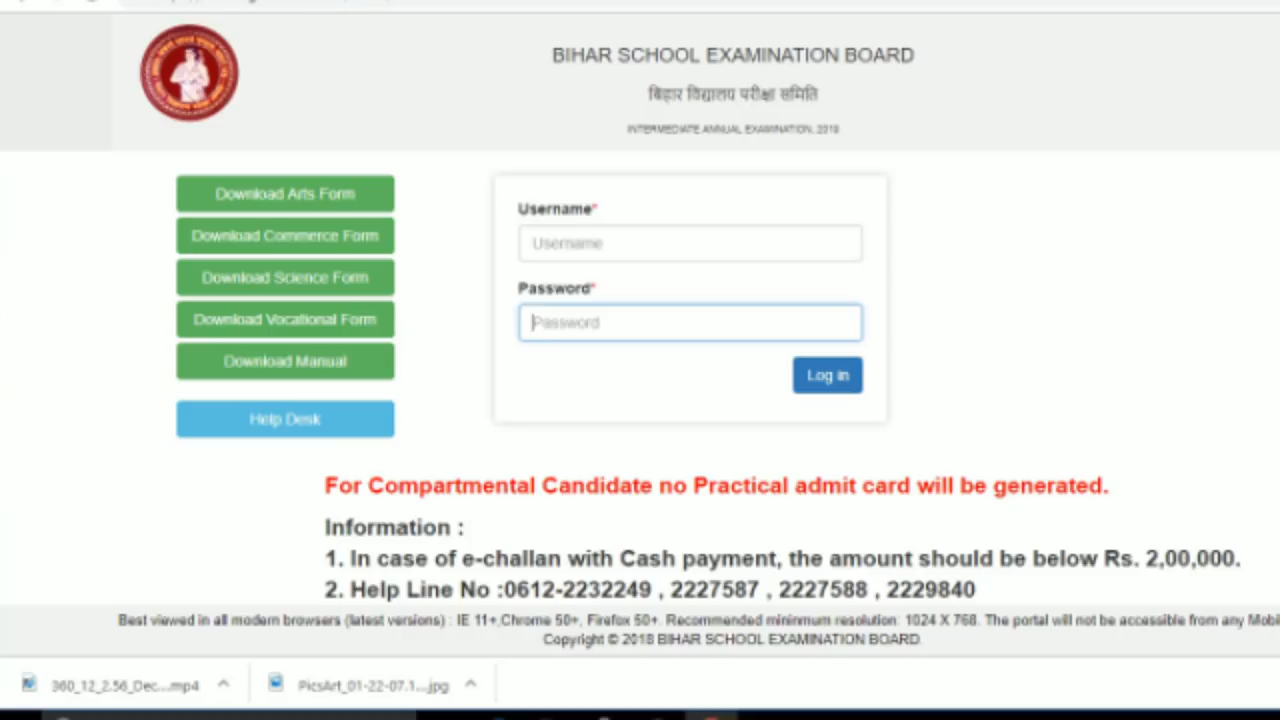 BIHAR SCHOOL EXAMINATION BOARD
बिहार विद्यालय परीक्षा समिति
INTERMEDIATE ANNUAL EXAMINATION, 2018
Download Arts Form
Download Commerce Form
Download Science Form
Download Vocational Form
Download Manual
Help Desk
Username*
Username
Password*
Password
Log in
For Compartmental Candidate no Practical admit card will be generated.
Information :
1. In case of e-challan with Cash payment, the amount should be below Rs. 2,00,000.
2. Help Line No :0612-2232249 , 2227587 , 2227588 , 2229840
Best viewed in all modern browsers (latest versions) : IE 11+,Chrome 50+, Firefox 50+. Recommended mininmum resolution: 1024 X 768. The portal will not be accessible from any Mobi
Copyright © 2018 BIHAR SCHOOL EXAMINATION BOARD.
360_12_2.56_Dec....mp4
PicsArt_01-22-07.1....jpg